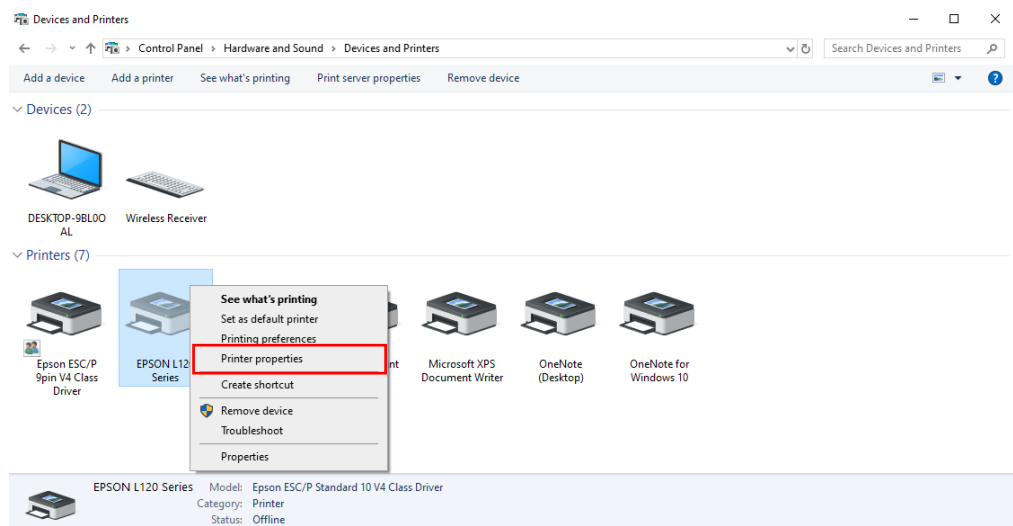 Devices and Printers
Control Panel > Hardware and Sound > Devices and Printers
Search Devices and Printers
Add a device Add a printer See what's printing Print server properties Remove device
Devices (2)
DESKTOP-9BL0O
AL
Wireless Receiver
Printers (7)
Epson ESC/P
9pin V4 Class
Driver
EPSON L12
Series
See what's printing
Set as default printer
Printing preferences
Printer properties
Create shortcut
Remove device
Troubleshoot
Properties
nt
Microsoft XPS
Document Writer
OneNote
(Desktop)
OneNote for
Windows 10
EPSON L120 Series Model: Epson ESC/P Standard 10 V4 Class Driver
Category: Printer
Status: Offline